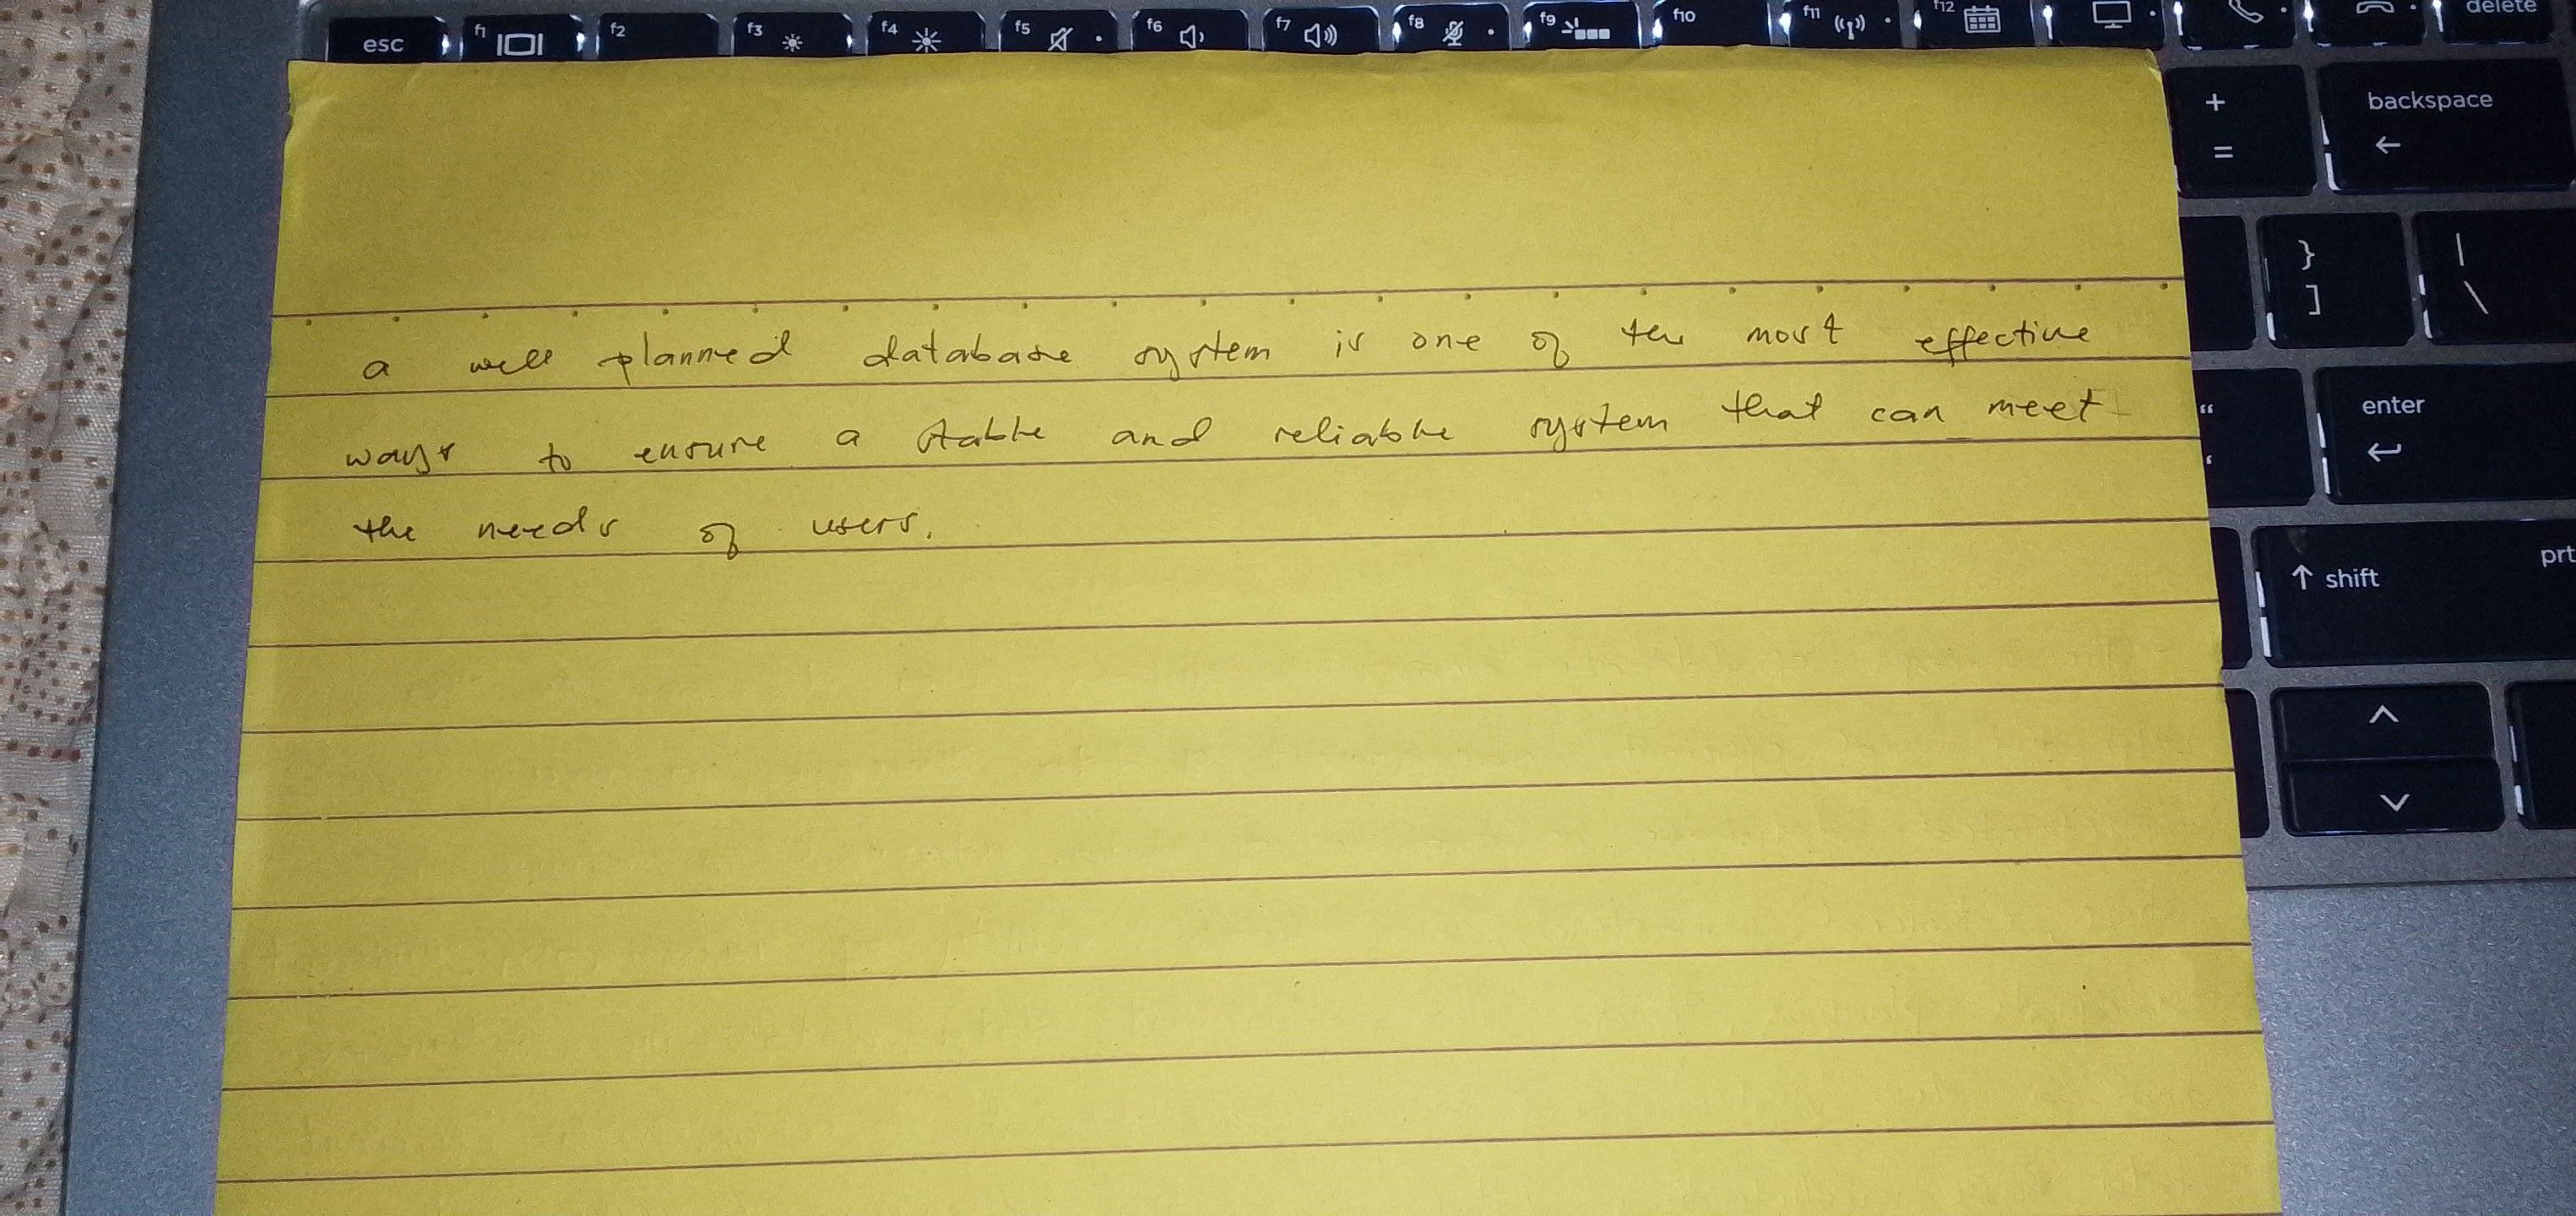 esc f1 f2 f3 f4 f5 f6 f7 f8 f9 f10 f11 f12 delete
+ backspace
=
}
]
|
\
enter
shift prt
a well planned database system is one of the most effective
ways to ensure a stable and reliable system that can meet
the needs of users.